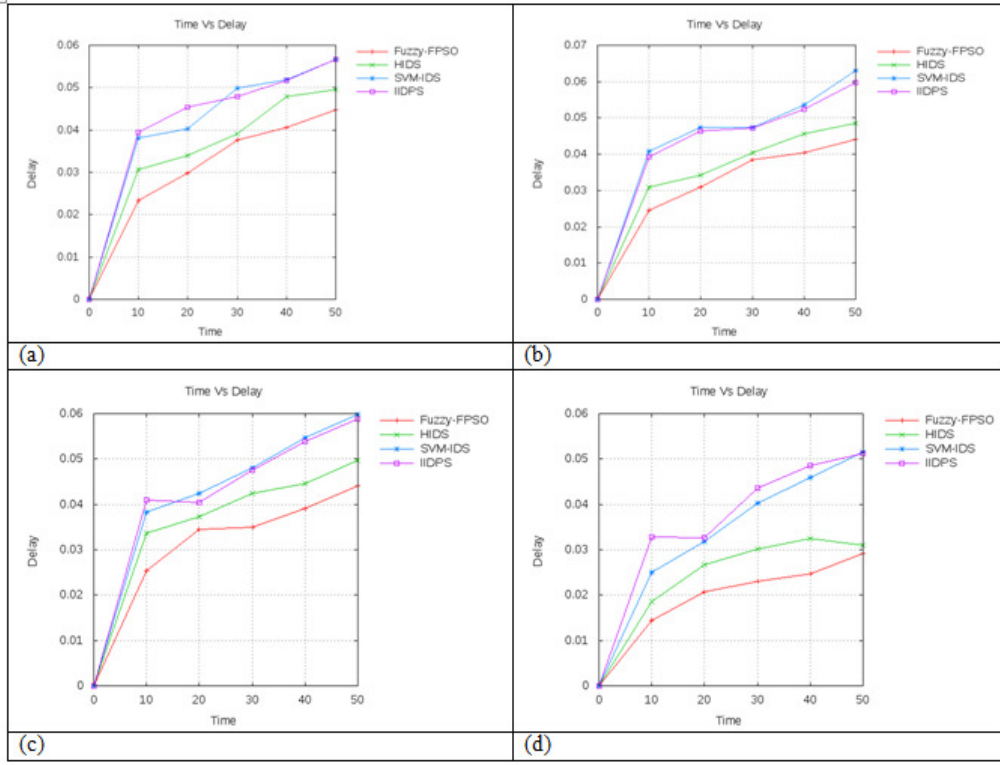 Time Vs Delay
0.06
0.05
0.04
0.03
0.02
0.01
0
Delay
0 10 20 30 40 50
Time
Fuzzy-FPSO
HIDS
SVM-IDS
IIDPS
(a)
Time Vs Delay
0.07
0.06
0.05
0.04
0.03
0.02
0.01
0
Delay
0 10 20 30 40 50
Time
Fuzzy-FPSO
HIDS
SVM-IDS
IIDPS
(b)
Time Vs Delay
0.06
0.05
0.04
0.03
0.02
0.01
0
Delay
0 10 20 30 40 50
Time
Fuzzy-FPSO
HIDS
SVM-IDS
IIDPS
(c)
Time Vs Delay
0.06
0.05
0.04
0.03
0.02
0.01
0
Delay
0 10 20 30 40 50
Time
Fuzzy-FPSO
HIDS
SVM-IDS
IIDPS
(d)